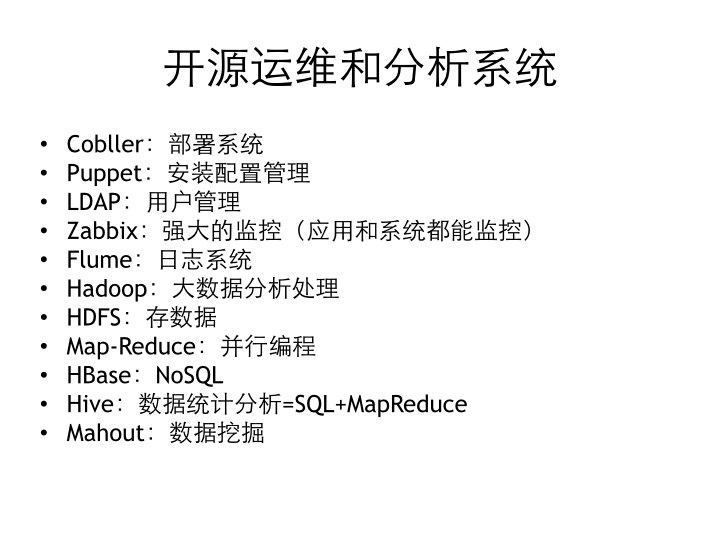 开源运维和分析系统
• Cobller：部署系统
• Puppet：安装配置管理
• LDAP：用户管理
• Zabbix：强大的监控（应用和系统都能监控）
• Flume：日志系统
• Hadoop：大数据分析处理
• HDFS：存数据
• Map-Reduce：并行编程
• HBase：NoSQL
• Hive：数据统计分析=SQL+MapReduce
• Mahout：数据挖掘